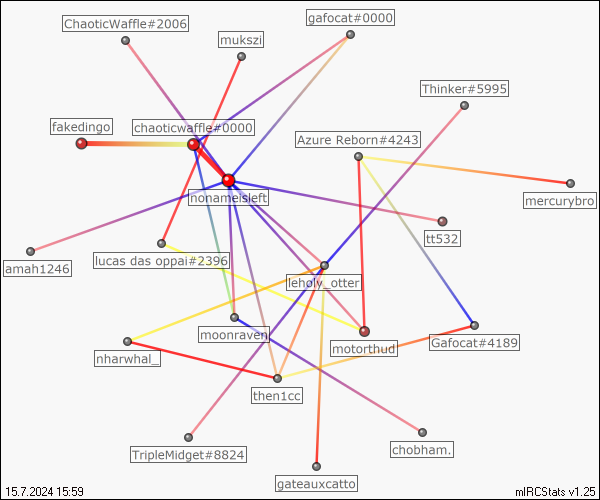 ChaoticWaffle#2006
gafocat#0000
mukszi
Thinker#5995
fakedingo
chaoticwaffle#0000
Azure Reborn#4243
nonameisleft
mercurybro
tt532
amah1246
lucas das oppai#2396
leholy_otter
moonraven
motorthud
Gafocat#4189
nharwhal_
then1cc
TripleMidget#8824
chobham.
gateauxcatto
15.7.2024 15:59
mIRCStats v1.25